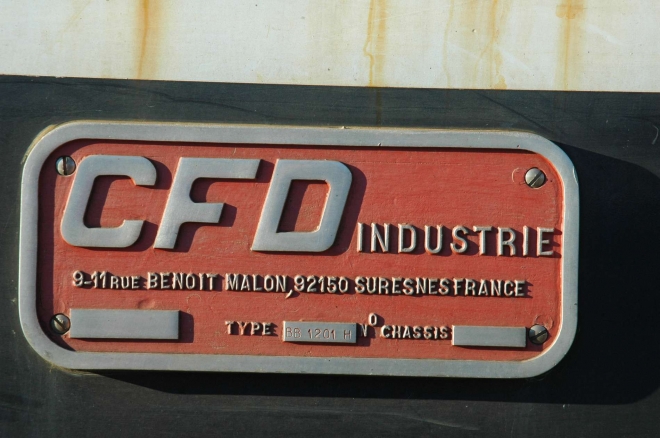 CFD INDUSTRIE
9-11 RUE BENOIT MALON, 92150 SURESNES FRANCE
TYPE BB 1201 H N° CHASSIS